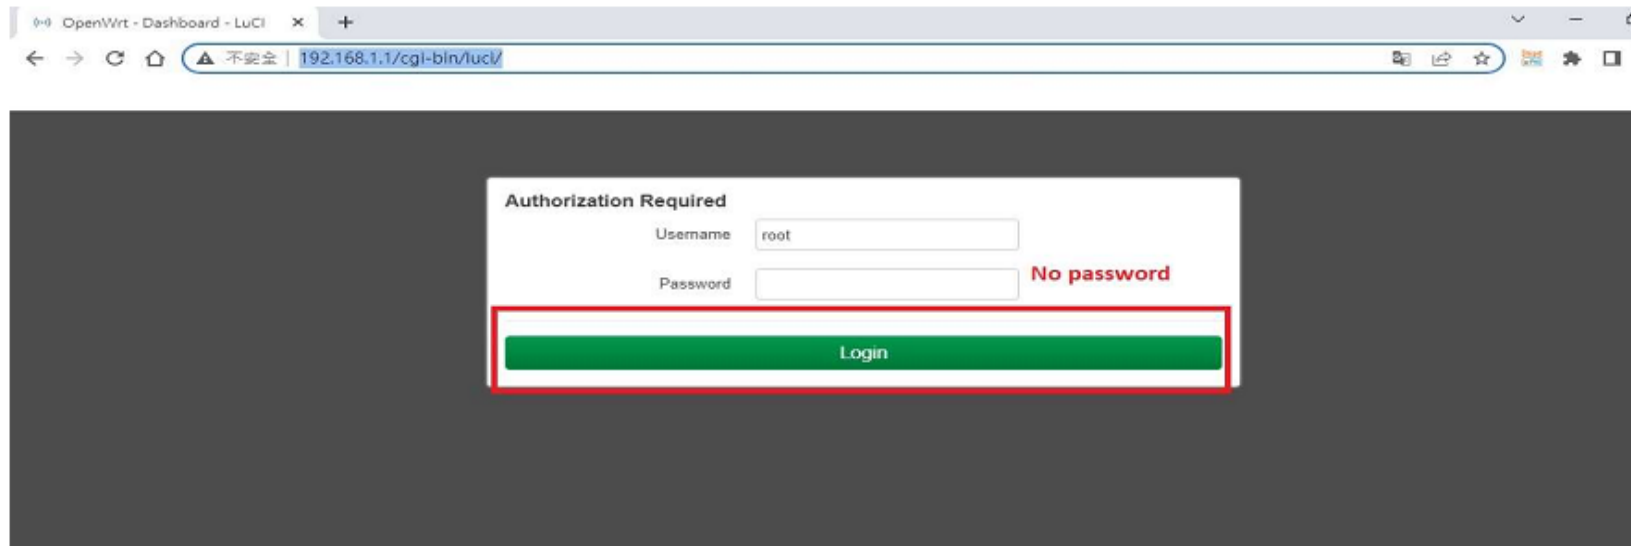 OpenWrt - Dashboard - LuCI
不安全 | 192.168.1.1/cgi-bin/luci/
Authorization Required
Username root
Password No password
Login